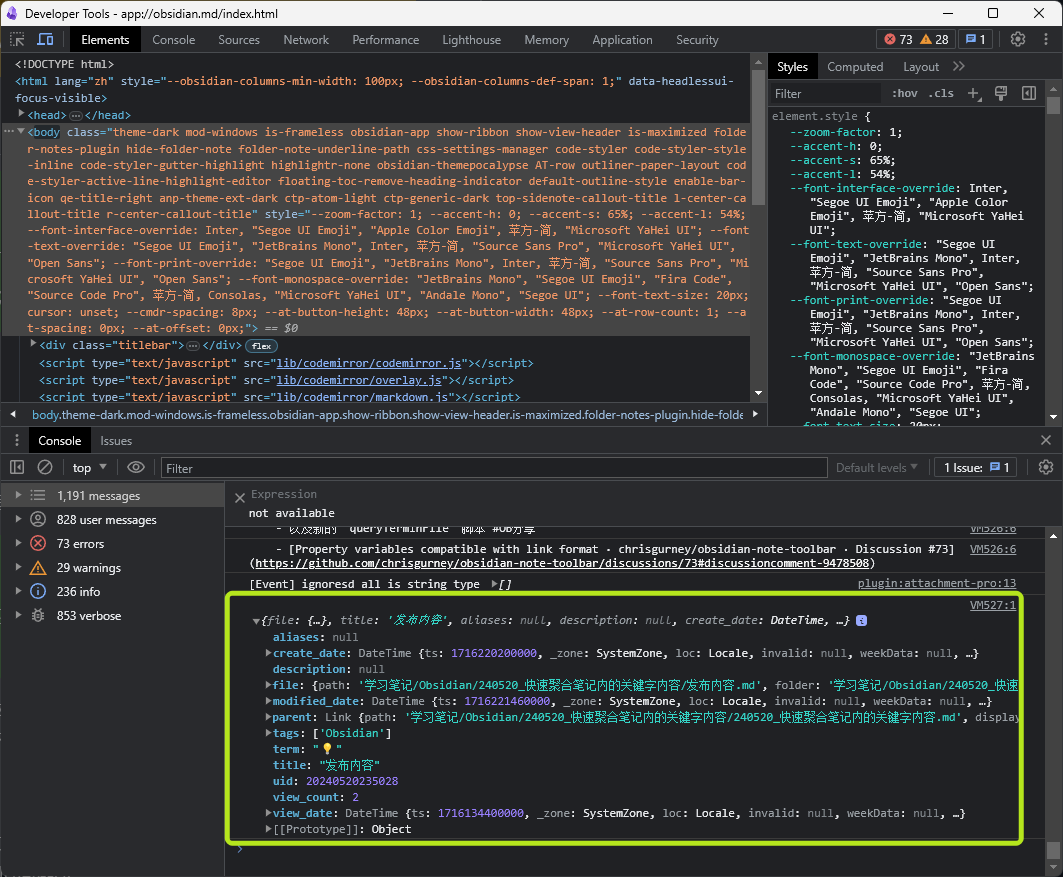 Developer Tools - app://obsidian.md/index.html
Elements Console Sources Network Performance Lighthouse Memory Application Security 73 28 1
<!DOCTYPE html>
<html lang="zh" style="--obsidian-columns-min-width: 100px; --obsidian-columns-def-span: 1;" data-headlessui-
focus-visible>
<head>…</head>
<body class="theme-dark mod-windows is-frameless obsidian-app show-ribbon show-view-header is-maximized folde
r-notes-plugin hide-folder-note folder-note-underline-path css-settings-manager code-styler code-styler-style
-inline code-styler-gutter-highlight highlightr-none obsidian-themepocalypse AT-row outliner-paper-layout cod
e-styler-active-line-highlight-editor floating-toc-remove-heading-indicator default-outline-style enable-bar-
icon qe-title-right anp-theme-ext-dark ctp-atom-light ctp-generic-dark top-sidenote-callout-title l-center-ca
llout-title r-center-callout-title" style="--zoom-factor: 1; --accent-h: 0; --accent-s: 65%; --accent-l: 54%;
--font-interface-override: Inter, "Segoe UI Emoji", "Apple Color Emoji", 苹方-简, "Microsoft YaHei UI"; --font
-text-override: "Segoe UI Emoji", "JetBrains Mono", Inter, 苹方-简, "Source Sans Pro", "Microsoft YaHei UI",
"Open Sans"; --font-print-override: "Segoe UI Emoji", "JetBrains Mono", Inter, 苹方-简, "Source Sans Pro", "Mi
crosoft YaHei UI", "Open Sans"; --font-monospace-override: "JetBrains Mono", "Segoe UI Emoji", "Fira Code",
"Source Code Pro", 苹方-简, Consolas, "Microsoft YaHei UI", "Andale Mono", "Segoe UI"; --font-text-size: 20px;
cursor: unset; --cmdr-spacing: 8px; --at-button-height: 48px; --at-button-width: 48px; --at-row-count: 1; --a
t-spacing: 0px; --at-offset: 0px;"> == $0
<div class="titlebar">…</div> flex
<script type="text/javascript" src="lib/codemirror/codemirror.js"></script>
<script type="text/javascript" src="lib/codemirror/overlay.js"></script>
<script type="text/javascript" src="lib/codemirror/markdown.js"></script>
body.theme-dark.mod-windows.is-frameless.obsidian-app.show-ribbon.show-view-header.is-maximized.folder-notes-plugin.hide-folde
Styles Computed Layout
Filter :hov .cls
element.style {
--zoom-factor: 1;
--accent-h: 0;
--accent-s: 65%;
--accent-l: 54%;
--font-interface-override: Inter,
"Segoe UI Emoji", "Apple Color
Emoji", 苹方-简, "Microsoft YaHei
UI";
--font-text-override: "Segoe UI
Emoji", "JetBrains Mono", Inter,
苹方-简, "Source Sans Pro",
"Microsoft YaHei UI", "Open Sans";
--font-print-override: "Segoe UI
Emoji", "JetBrains Mono", Inter,
苹方-简, "Source Sans Pro",
"Microsoft YaHei UI", "Open Sans";
--font-monospace-override: "JetBrains
Mono", "Segoe UI Emoji", "Fira
Code", "Source Code Pro", 苹方-简,
Consolas, "Microsoft YaHei UI",
"Andale Mono", "Segoe UI";
--font-text-size: 20px;
Console Issues
top Filter Default levels 1 Issue: 1
1,191 messages
828 user messages
73 errors
29 warnings
236 info
853 verbose
Expression
not available
- 以及新的 `queryTermInFile` 脚本 #OB分享 VM526:6
- [Property variables compatible with link format · chrisgurney/obsidian-note-toolbar · Discussion #73] VM526:6
(https://github.com/chrisgurney/obsidian-note-toolbar/discussions/73#discussioncomment-9478508)
[Event] ignoresd all is string type [] plugin:attachment-pro:13
VM527:1
{file: {…}, title: '发布内容', aliases: null, description: null, create_date: DateTime, …} i
aliases: null
create_date: DateTime {ts: 1716220200000, _zone: SystemZone, loc: Locale, invalid: null, weekData: null, …}
description: null
file: {path: '学习笔记/Obsidian/240520_快速聚合笔记内的关键字内容/发布内容.md', folder: '学习笔记/Obsidian/240520_快速
modified_date: DateTime {ts: 1716221460000, _zone: SystemZone, loc: Locale, invalid: null, weekData: null, …}
parent: Link {path: '学习笔记/Obsidian/240520_快速聚合笔记内的关键字内容/240520_快速聚合笔记内的关键字内容.md', display
tags: ['Obsidian']
term: "💡"
title: "发布内容"
uid: 20240520235028
view_count: 2
view_date: DateTime {ts: 1716134400000, _zone: SystemZone, loc: Locale, invalid: null, weekData: null, …}
[[Prototype]]: Object